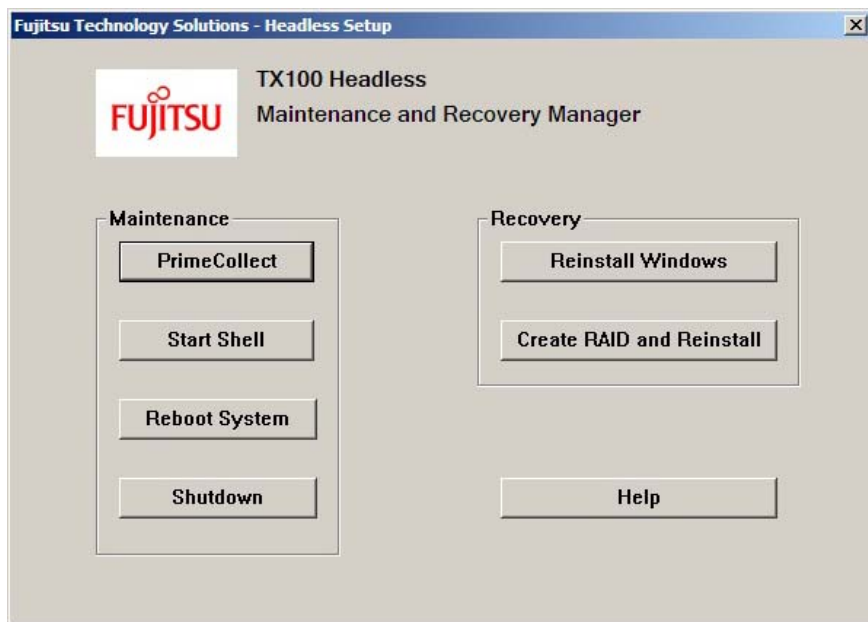 Fujitsu Technology Solutions - Headless Setup
FUJITSU
TX100 Headless
Maintenance and Recovery Manager
Maintenance
PrimeCollect
Start Shell
Reboot System
Shutdown
Recovery
Reinstall Windows
Create RAID and Reinstall
Help